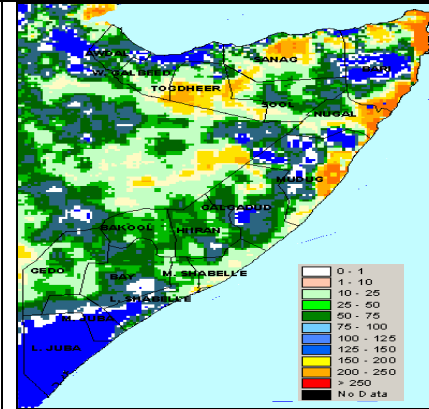 AWDAL
W. GALBEED
SANAG
BARI
TOGDHEER
SOOL
NUGAL
MUDUG
GALGADUD
BAKOOL
HIIRAN
GEDO
BAY
M. SHABELLE
L. SHABELLE
M. JUBA
L. JUBA
0 - 1
1 - 10
10 - 25
25 - 50
50 - 75
75 - 100
100 - 125
125 - 150
150 - 200
200 - 250
> 250
No Data